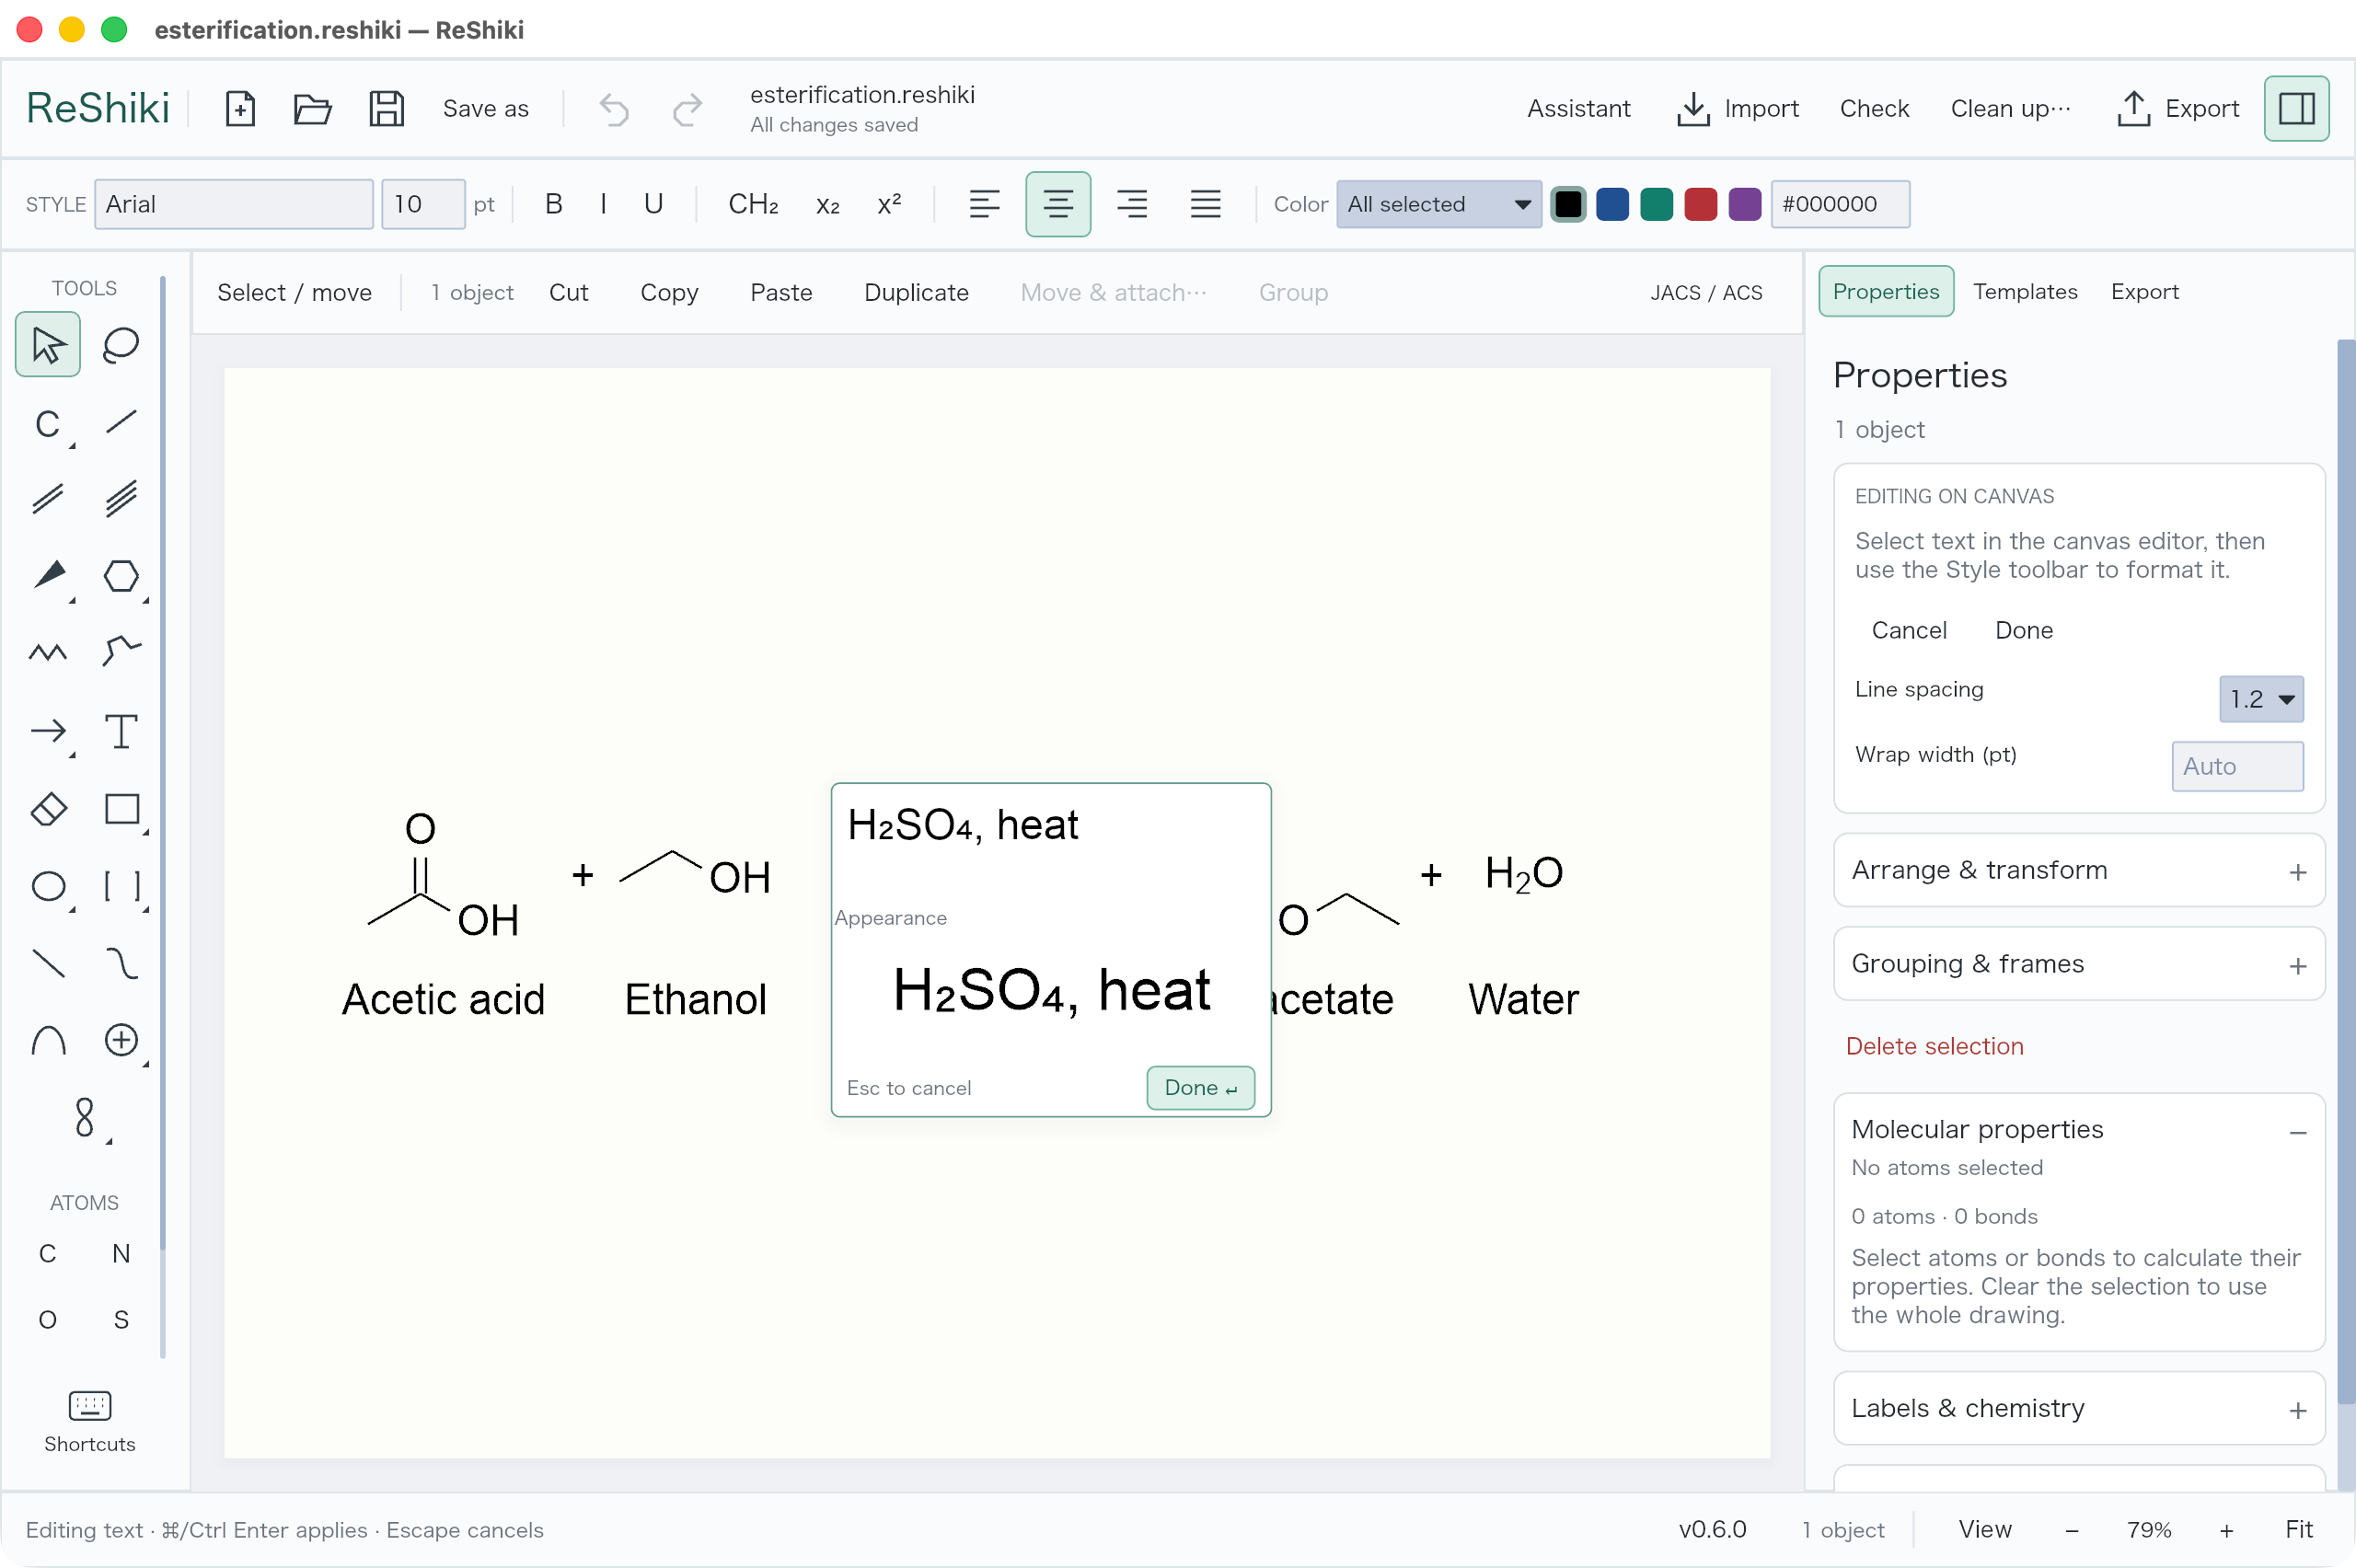 esterification.reshiki — ReShiki
ReShiki
Save as
esterification.reshiki
All changes saved
Assistant
Import
Check
Clean up···
Export
STYLE
Arial
10
pt
B
I
U
CH₂
x₂
x²
Color
All selected
#000000
TOOLS
C
T
[ ]
ATOMS
C N
O S
Shortcuts
Select / move
1 object
Cut
Copy
Paste
Duplicate
Move & attach···
Group
JACS / ACS
O
OH
+
OH
O
+
H₂O
Acetic acid
Ethanol
acetate
Water
H₂SO₄, heat
Appearance
H₂SO₄, heat
Esc to cancel
Done ↵
Properties
Templates
Export
Properties
1 object
EDITING ON CANVAS
Select text in the canvas editor, then
use the Style toolbar to format it.
Cancel
Done
Line spacing
1.2
Wrap width (pt)
Auto
Arrange & transform +
Grouping & frames +
Delete selection
Molecular properties −
No atoms selected
0 atoms · 0 bonds
Select atoms or bonds to calculate their
properties. Clear the selection to use
the whole drawing.
Labels & chemistry +
Editing text · ⌘/Ctrl Enter applies · Escape cancels
v0.6.0
1 object
View
−
79%
+
Fit